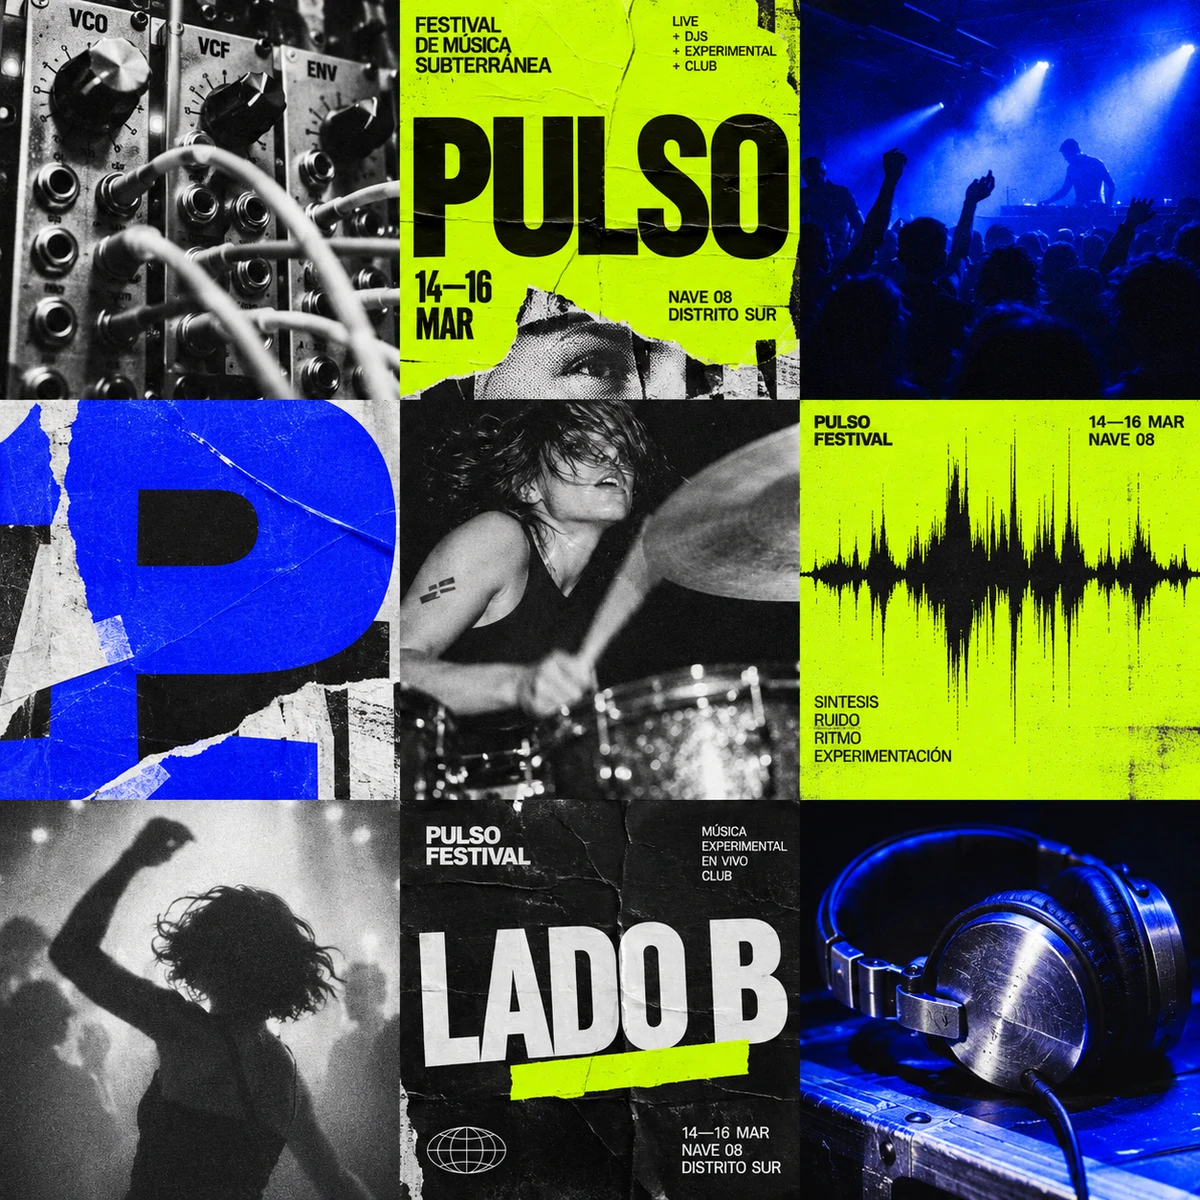 VCO
VCF
ENV
FESTIVAL
DE MÚSICA
SUBTERRÁNEA
LIVE
+ DJS
+ EXPERIMENTAL
+ CLUB
PULSO
14—16
MAR
NAVE 08
DISTRITO SUR
P
PULSO
FESTIVAL
14—16 MAR
NAVE 08
SINTESIS
RUIDO
RITMO
EXPERIMENTACIÓN
PULSO
FESTIVAL
MÚSICA
EXPERIMENTAL
EN VIVO
CLUB
LADO B
14—16 MAR
NAVE 08
DISTRITO SUR